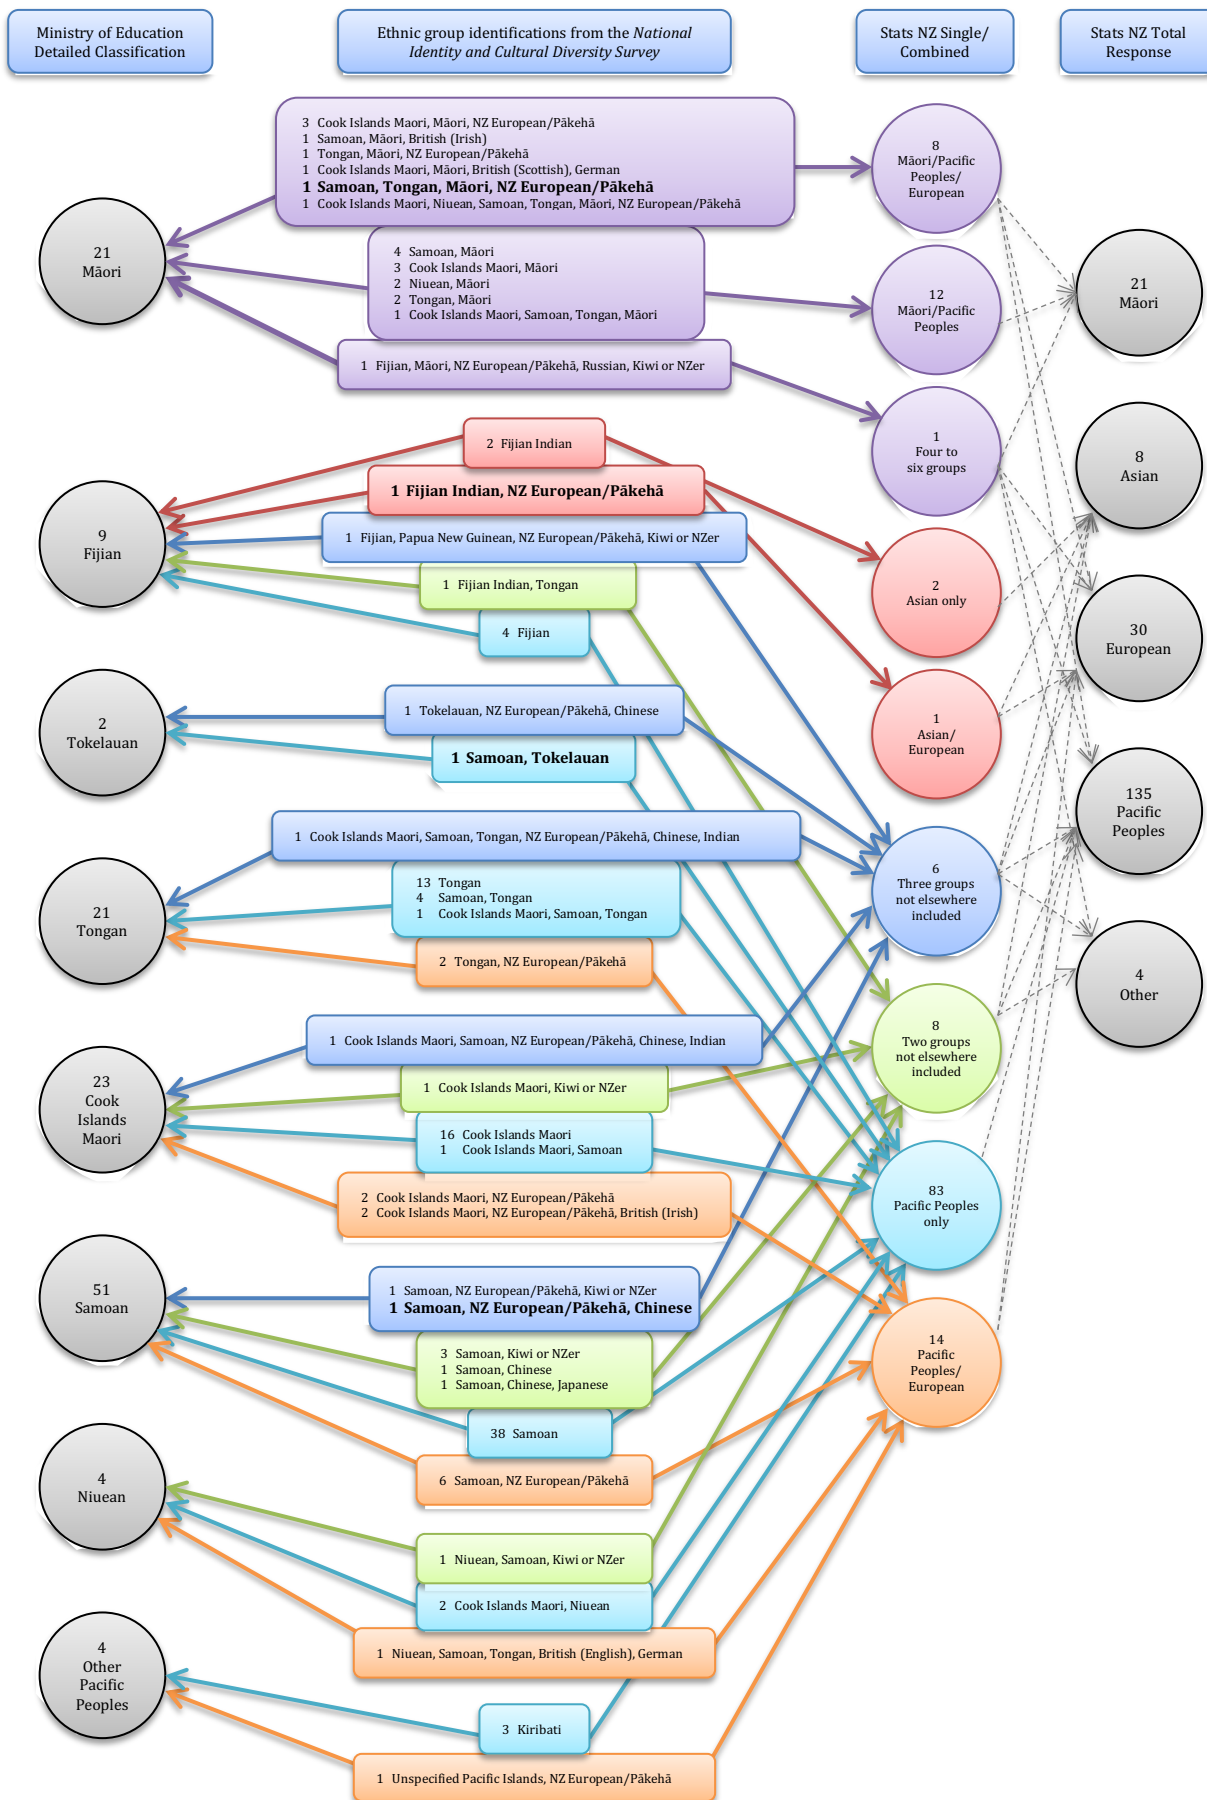 Ministry of Education
Detailed Classification
Ethnic group identifications from the National
Identity and Cultural Diversity Survey
Stats NZ Single/
Combined
Stats NZ Total
Response
3 Cook Islands Maori, Māori, NZ European/Pākehā
1 Samoan, Māori, British (Irish)
1 Tongan, Māori, NZ European/Pākehā
1 Cook Islands Maori, Māori, British (Scottish), German
1 Samoan, Tongan, Māori, NZ European/Pākehā
1 Cook Islands Maori, Niuean, Samoan, Tongan, Māori, NZ European/Pākehā
8
Māori/Pacific
Peoples/
European
21
Māori
4 Samoan, Māori
3 Cook Islands Maori, Māori
2 Niuean, Māori
2 Tongan, Māori
1 Cook Islands Maori, Samoan, Tongan, Māori
12
Māori/Pacific
Peoples
21
Māori
1 Fijian, Māori, NZ European/Pākehā, Russian, Kiwi or NZer
1
Four to
six groups
2 Fijian Indian
8
Asian
1 Fijian Indian, NZ European/Pākehā
9
Fijian
1 Fijian, Papua New Guinean, NZ European/Pākehā, Kiwi or NZer
1 Fijian Indian, Tongan
2
Asian only
4 Fijian
30
European
2
Tokelauan
1 Tokelauan, NZ European/Pākehā, Chinese
1 Samoan, Tokelauan
1
Asian/
European
135
Pacific
Peoples
1 Cook Islands Maori, Samoan, Tongan, NZ European/Pākehā, Chinese, Indian
21
Tongan
13 Tongan
4 Samoan, Tongan
1 Cook Islands Maori, Samoan, Tongan
6
Three groups
not elsewhere
included
2 Tongan, NZ European/Pākehā
4
Other
1 Cook Islands Maori, Samoan, NZ European/Pākehā, Chinese, Indian
8
Two groups
not elsewhere
included
23
Cook
Islands
Maori
1 Cook Islands Maori, Kiwi or NZer
16 Cook Islands Maori
1 Cook Islands Maori, Samoan
2 Cook Islands Maori, NZ European/Pākehā
2 Cook Islands Maori, NZ European/Pākehā, British (Irish)
83
Pacific Peoples
only
51
Samoan
1 Samoan, NZ European/Pākehā, Kiwi or NZer
1 Samoan, NZ European/Pākehā, Chinese
3 Samoan, Kiwi or NZer
1 Samoan, Chinese
1 Samoan, Chinese, Japanese
14
Pacific
Peoples/
European
38 Samoan
6 Samoan, NZ European/Pākehā
4
Niuean
1 Niuean, Samoan, Kiwi or NZer
2 Cook Islands Maori, Niuean
1 Niuean, Samoan, Tongan, British (English), German
4
Other
Pacific
Peoples
3 Kiribati
1 Unspecified Pacific Islands, NZ European/Pākehā